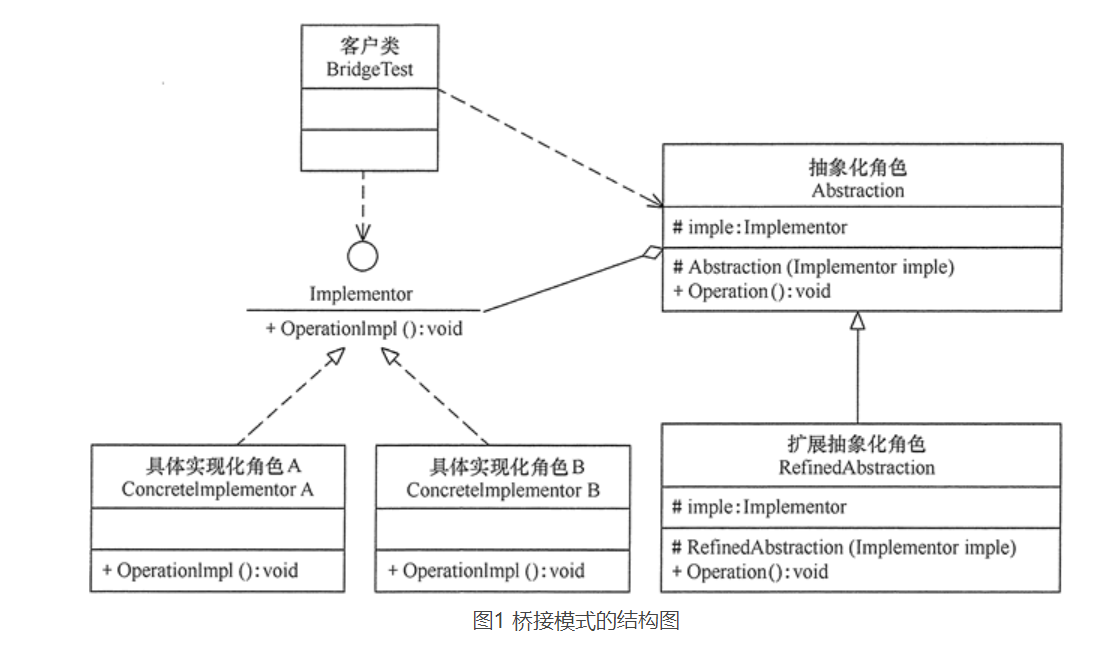 客户类
BridgeTest
抽象化角色
Abstraction
# imple:Implementor
# Abstraction (Implementor imple)
+ Operation():void
Implementor
+ OperationImpl ():void
具体实现化角色A
ConcreteImplementor A
+ OperationImpl ():void
具体实现化角色B
ConcreteImplementor B
+ OperationImpl ():void
扩展抽象化角色
RefinedAbstraction
# imple:Implementor
# RefinedAbstraction (Implementor imple)
+ Operation():void
图1 桥接模式的结构图